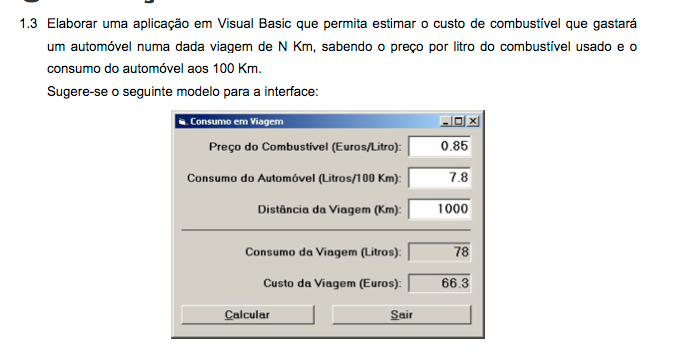 1.3 Elaborar uma aplicação em Visual Basic que permita estimar o custo de combustível que gastará
um automóvel numa dada viagem de N Km, sabendo o preço por litro do combustível usado e o
consumo do automóvel aos 100 Km.
Sugere-se o seguinte modelo para a interface:
Consumo em Viagem
Preço do Combustível (Euros/Litro): 0.85
Consumo do Automóvel (Litros/100 Km): 7.8
Distância da Viagem (Km): 1000
Consumo da Viagem (Litros): 78
Custo da Viagem (Euros): 66.3
Calcular Sair